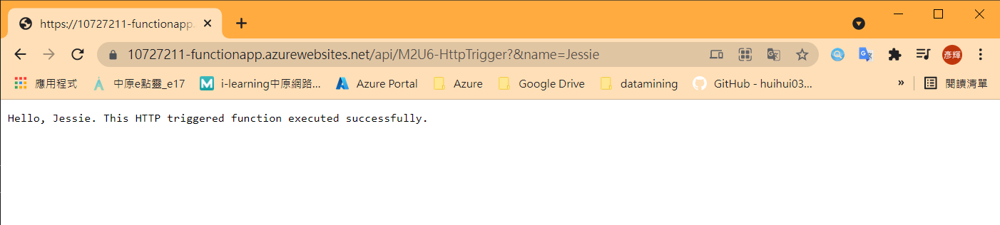 https://10727211-functionapp.
10727211-functionapp.azurewebsites.net/api/M2U6-HttpTrigger?&name=Jessie
彥輝
應用程式 中原e點靈_e17 i-learning中原網路... Azure Portal Azure Google Drive datamining GitHub - huihui03... » 閱讀清單
Hello, Jessie. This HTTP triggered function executed successfully.